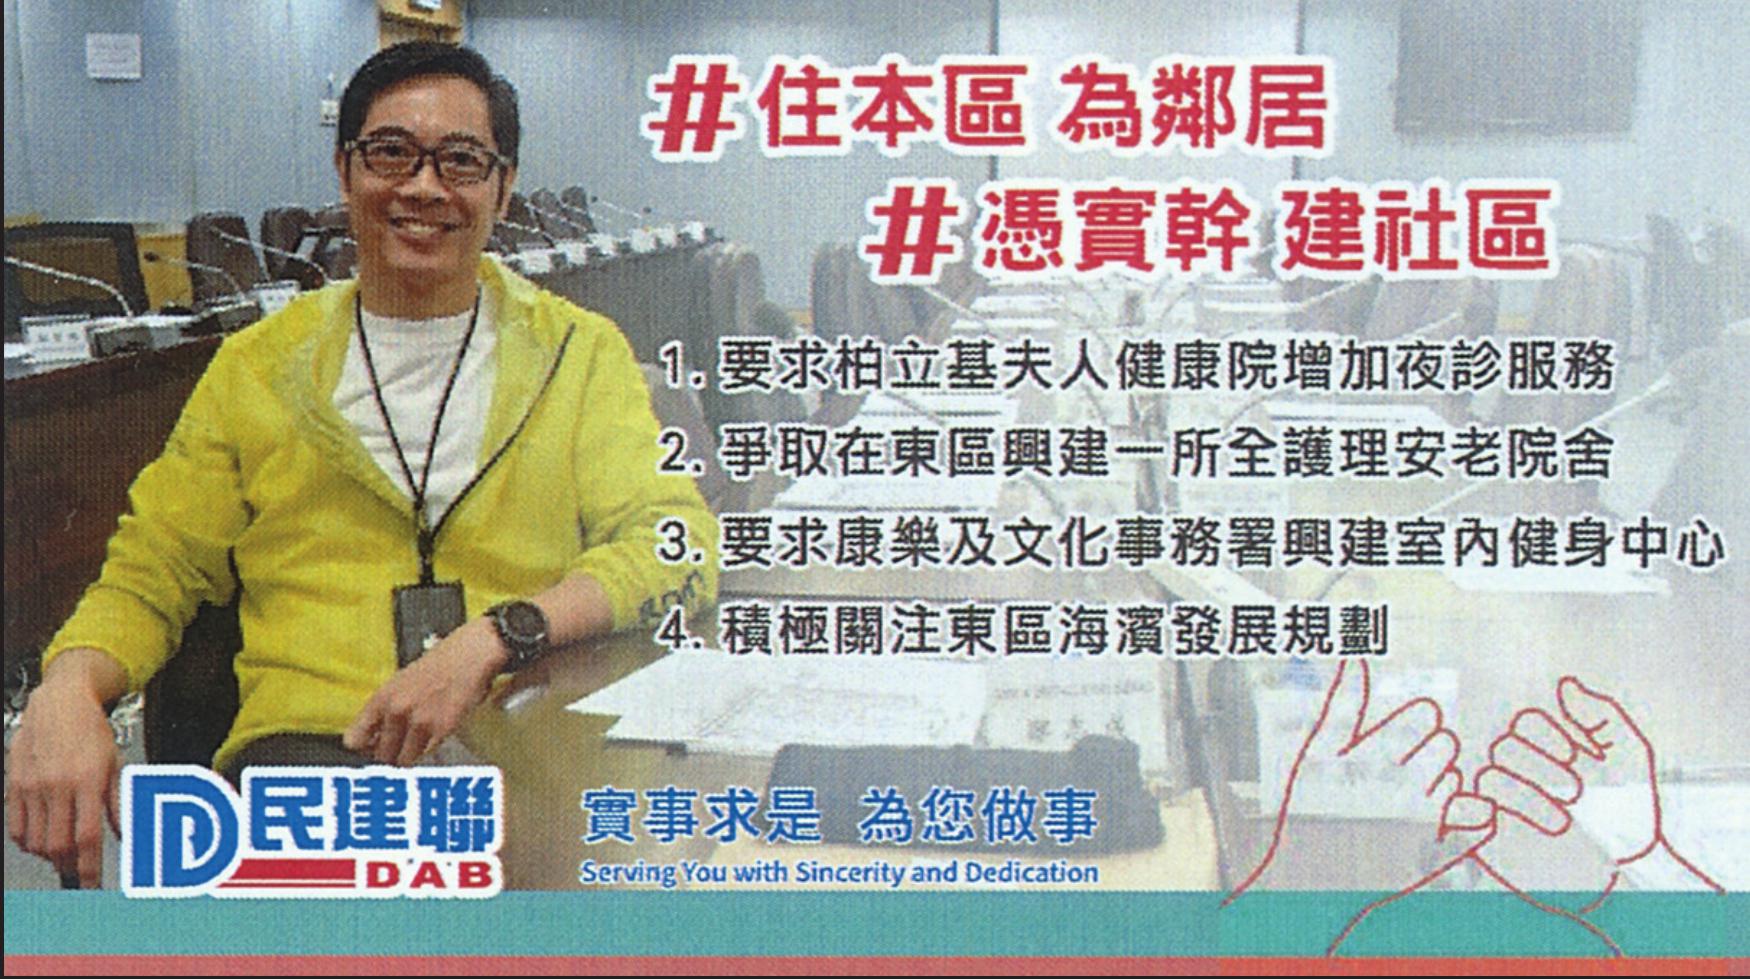 #住本區 為鄰居
#憑實幹 建社區
1. 要求柏立基夫人健康院增加夜診服務
2. 爭取在東區興建一所全護理安老院舍
3. 要求康樂及文化事務署興建室內健身中心
4. 積極關注東區海濱發展規劃
民建聯
DAB
實事求是 為您做事
Serving You with Sincerity and Dedication